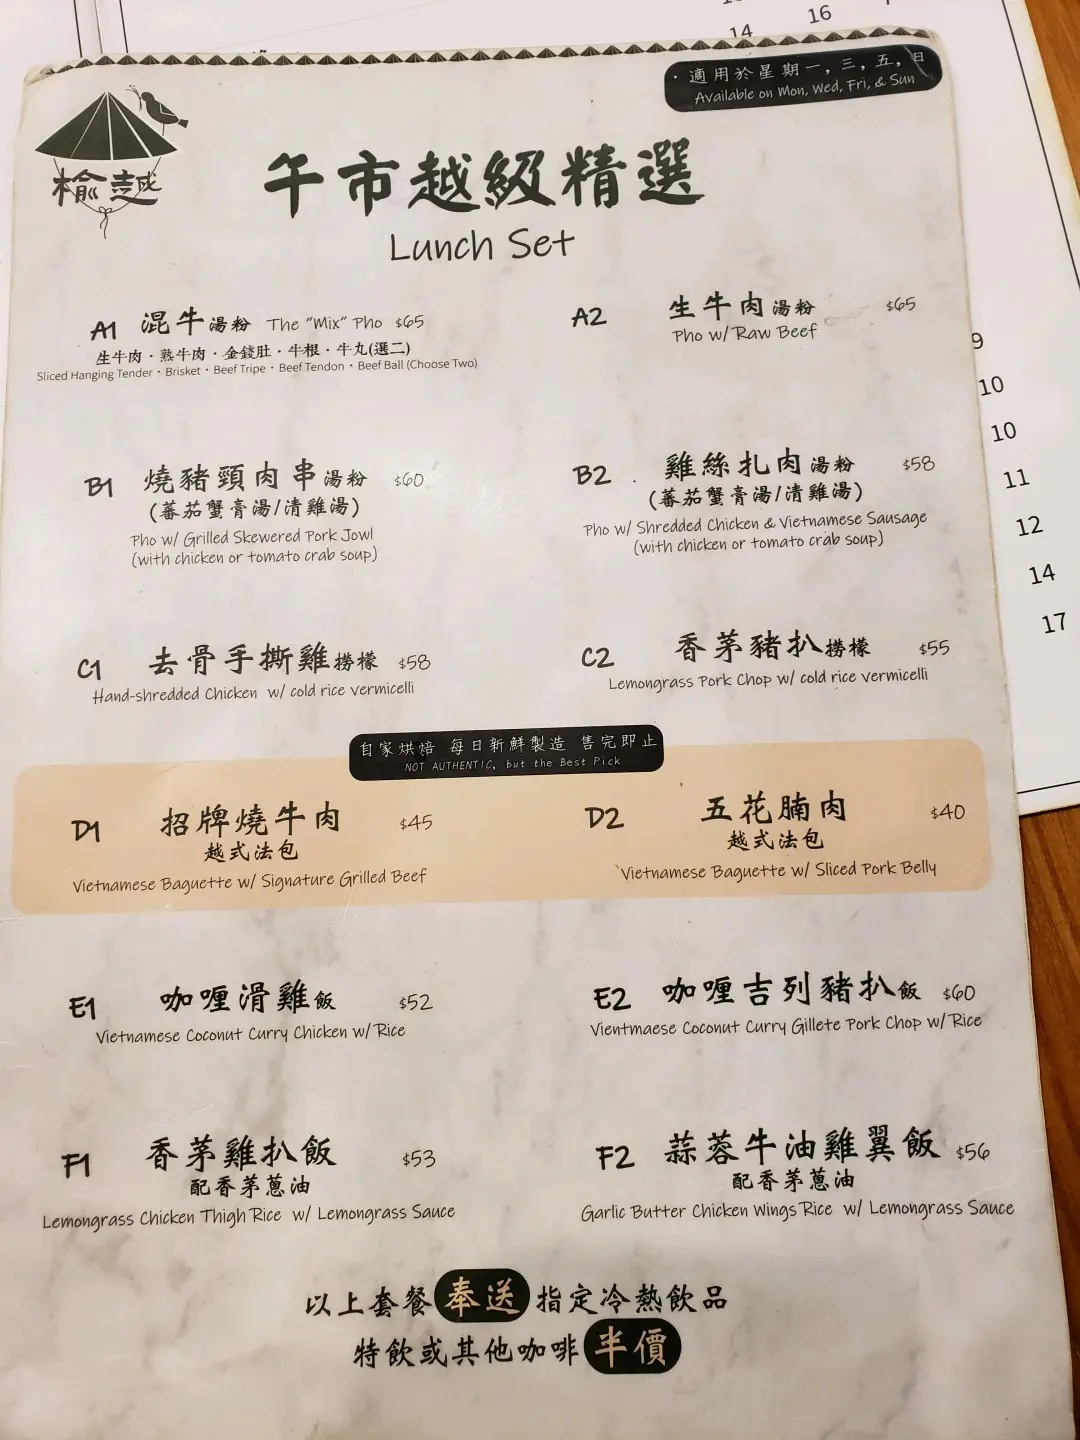 14
16
· 適用於星期一，三，五，日
Available on Mon, Wed, Fri, & Sun
榆越
午市越級精選
Lunch Set
A1 混牛湯粉 The "Mix" Pho $65
生牛肉・熟牛肉・金錢肚・牛根・牛丸(選二)
Sliced Hanging Tender・Brisket・Beef Tripe・Beef Tendon・Beef Ball (Choose Two)
A2 生牛肉湯粉 $65
Pho w/ Raw Beef
B1 燒豬頸肉串湯粉 $60
(蕃茄蟹膏湯/清雞湯)
Pho w/ Grilled Skewered Pork Jowl
(with chicken or tomato crab soup)
B2 雞絲扎肉湯粉 $58
(蕃茄蟹膏湯/清雞湯)
Pho w/ Shredded Chicken & Vietnamese Sausage
(with chicken or tomato crab soup)
C1 去骨手撕雞撈檬 $58
Hand-shredded Chicken w/ cold rice vermicelli
C2 香茅豬扒撈檬 $55
Lemongrass Pork Chop w/ cold rice vermicelli
自家烘焙 每日新鮮製造 售完即止
NOT AUTHENTIC, but the Best Pick
D1 招牌燒牛肉 $45
越式法包
Vietnamese Baguette w/ Signature Grilled Beef
D2 五花腩肉 $40
越式法包
Vietnamese Baguette w/ Sliced Pork Belly
E1 咖喱滑雞飯 $52
Vietnamese Coconut Curry Chicken w/ Rice
E2 咖喱吉列豬扒飯 $60
Vientmaese Coconut Curry Gillete Pork Chop w/ Rice
F1 香茅雞扒飯 $53
配香茅蔥油
Lemongrass Chicken Thigh Rice w/ Lemongrass Sauce
F2 蒜蓉牛油雞翼飯 $56
配香茅蔥油
Garlic Butter Chicken Wings Rice w/ Lemongrass Sauce
以上套餐奉送指定冷熱飲品
特飲或其他咖啡半價
9
10
10
11
12
14
17